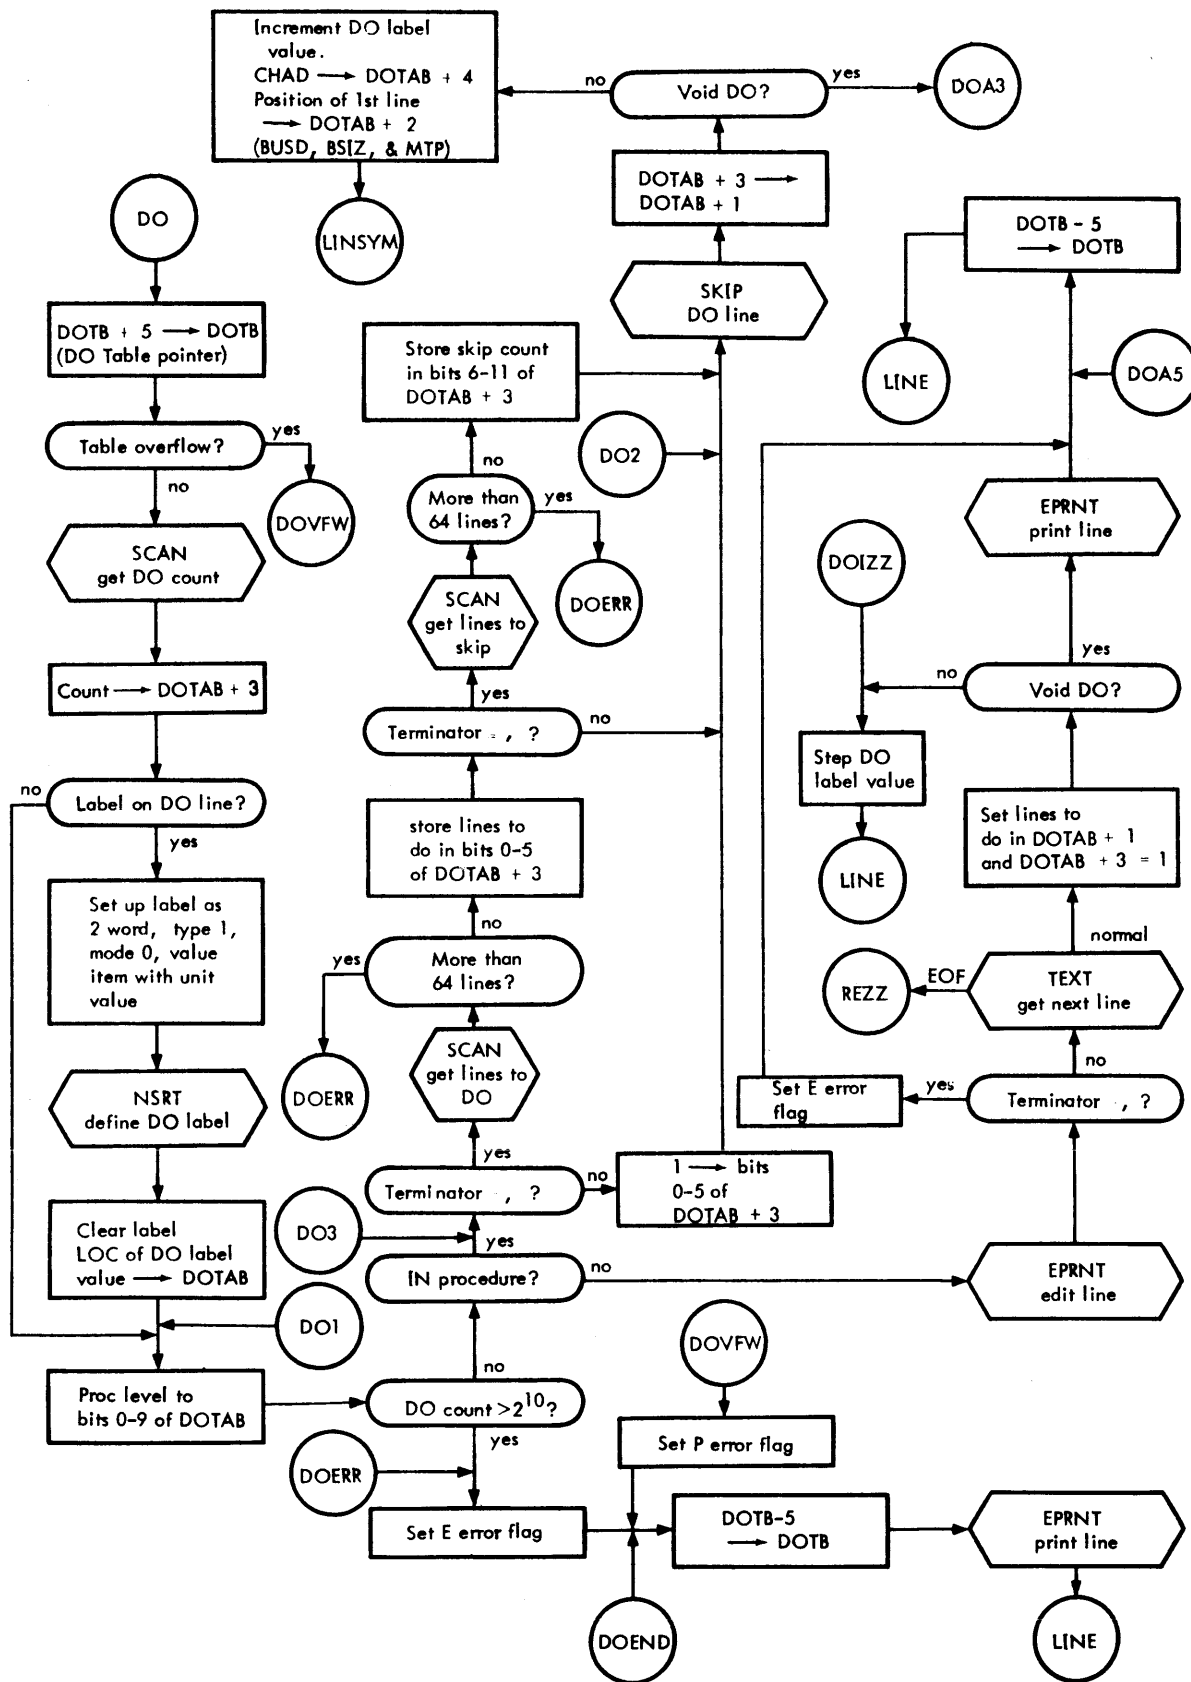 Increment DO label
value.
CHAD → DOTAB + 4
Position of 1st line
→ DOTAB + 2
(BUSD, BSIZ, & MTP)
no
Void DO?
yes
DOA3
LINSYM
DOTAB + 3 →
DOTAB + 1
SKIP
DO line
DOTB - 5
→ DOTB
LINE
DOA5
DO
DOTB + 5 → DOTB
(DO Table pointer)
Table overflow?
yes
no
DOVFW
SCAN
get DO count
Count → DOTAB + 3
Label on DO line?
no
yes
Set up label as
2 word, type 1,
mode 0, value
item with unit
value
NSRT
define DO label
Clear label
LOC of DO label
value → DOTAB
DO1
Proc level to
bits 0-9 of DOTAB
Store skip count
in bits 6-11 of
DOTAB + 3
DO2
no
More than
64 lines?
yes
DOERR
SCAN
get lines to
skip
yes
Terminator = , ?
no
store lines to
do in bits 0-5
of DOTAB + 3
no
yes
More than
64 lines?
DOERR
SCAN
get lines to
DO
yes
Terminator , ?
no
1 → bits
0-5 of
DOTAB + 3
DO3
yes
IN procedure?
no
no
DO count >2^10?
yes
DOERR
Set E error flag
DOVFW
Set P error flag
DOTB-5
→ DOTB
EPRNT
print line
DOEND
LINE
EPRNT
print line
DOIZZ
yes
no
Void DO?
Step DO
label value
LINE
Set lines to
do in DOTAB + 1
and DOTAB + 3 = 1
normal
REZZ
EOF
TEXT
get next line
no
Set E error
flag
yes
Terminator , ?
EPRNT
edit line